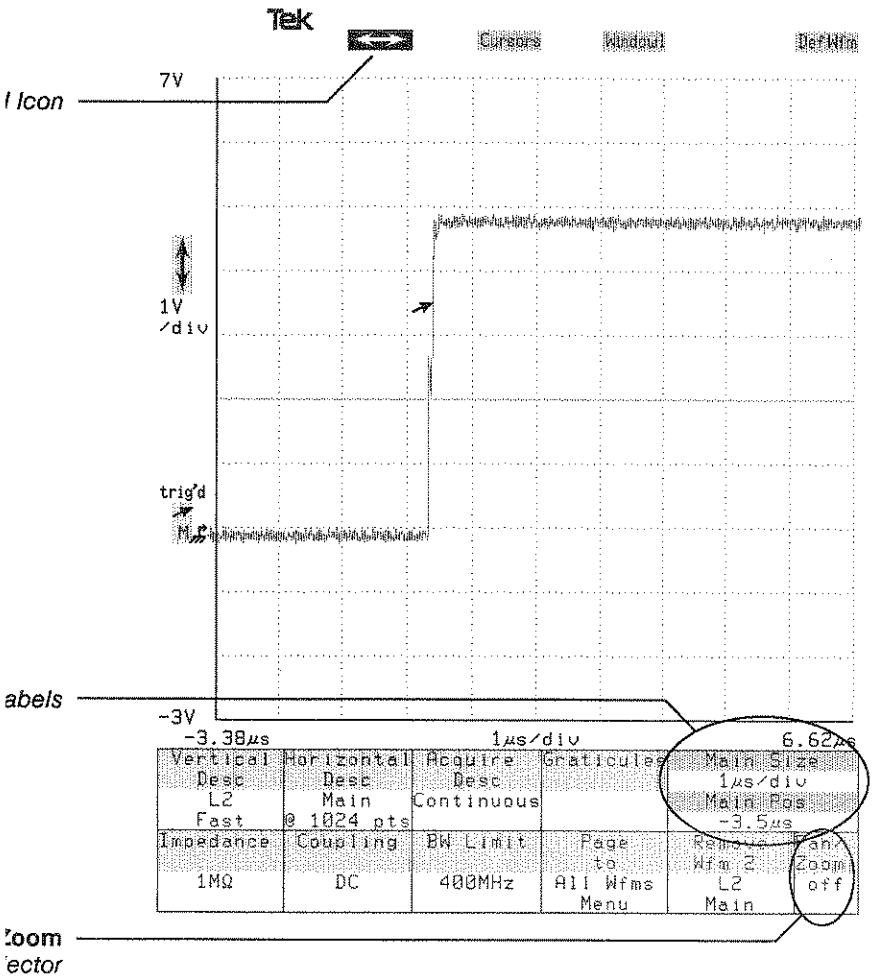 Tek
Cursors Window1 DefWfm
7V
l Icon
1V
/div
trig'd
M
abels
-3V
-3.38µs 1µs/div 6.62µs
Vertical Desc
L2
Fast
Horizontal Desc
Main
@ 1024 pts
Acquire Desc
Continuous
Graticules
Main Size
1µs/div
Main Pos
-3.5µs
Impedance
1MΩ
Coupling
DC
BW Limit
400MHz
Page
to
All Wfms
Menu
Remove
Wfm 2
L2
Main
Pan/
Zoom
off
Zoom
lector